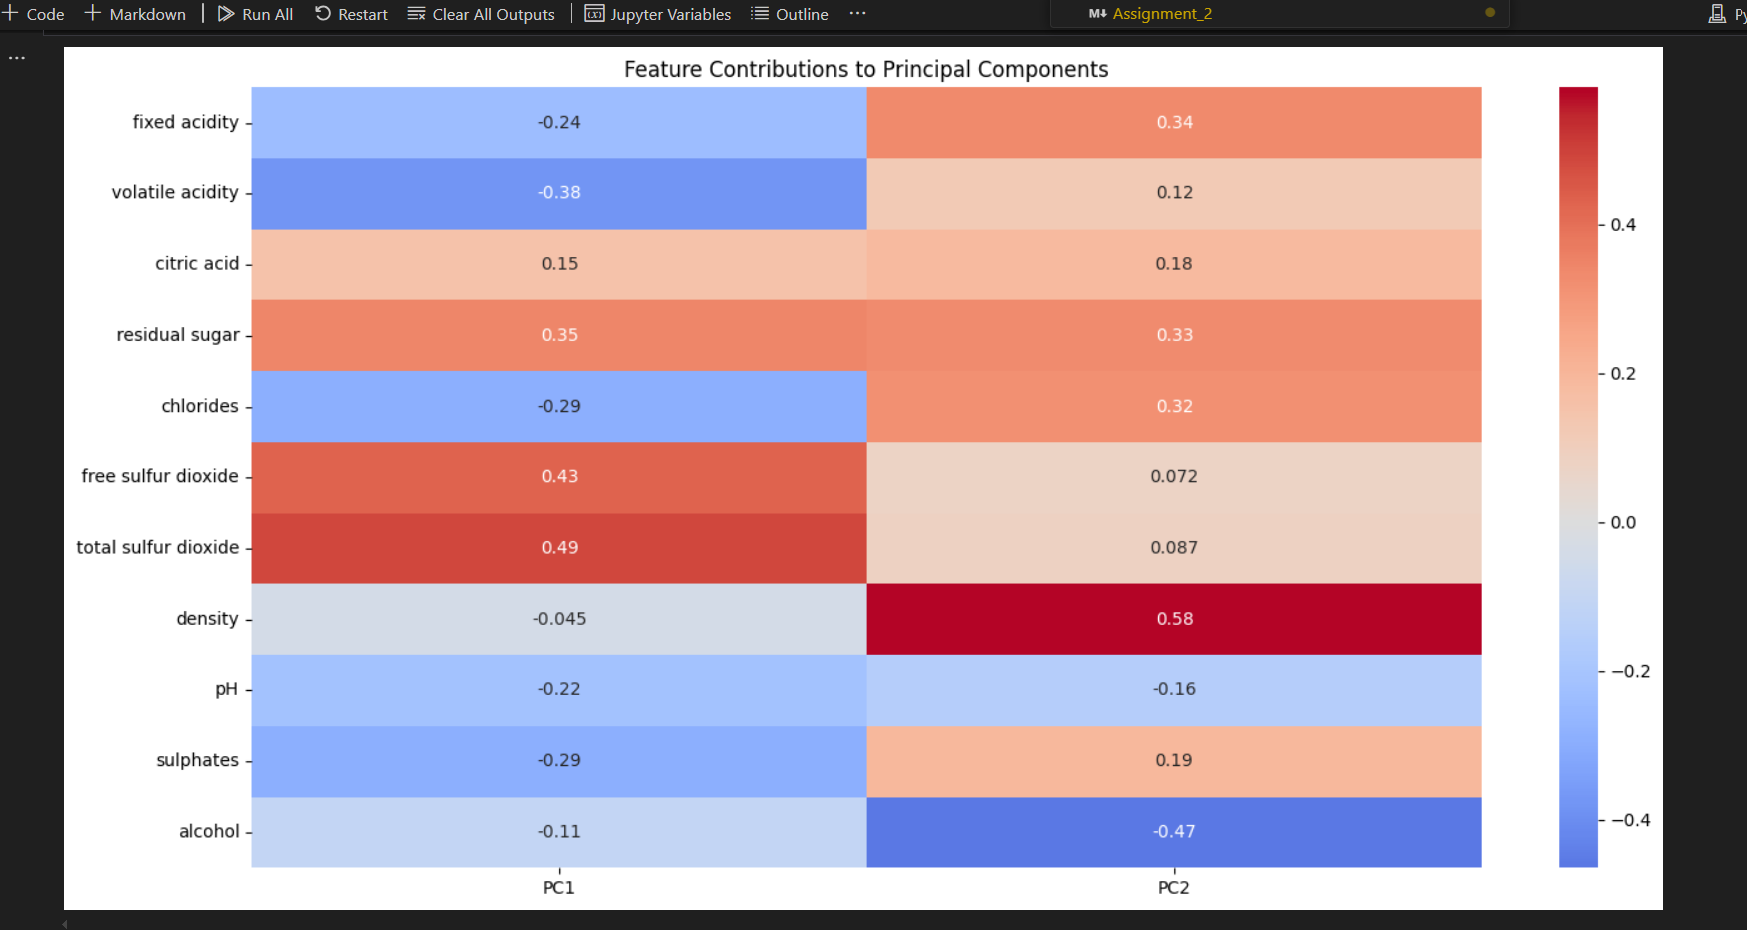 Code Markdown Run All Restart Clear All Outputs Jupyter Variables Outline ...
M↓ Assignment_2
...
Feature Contributions to Principal Components
fixed acidity -0.24 0.34
volatile acidity -0.38 0.12
citric acid 0.15 0.18
residual sugar 0.35 0.33
chlorides -0.29 0.32
free sulfur dioxide 0.43 0.072
total sulfur dioxide 0.49 0.087
density -0.045 0.58
pH -0.22 -0.16
sulphates -0.29 0.19
alcohol -0.11 -0.47
PC1 PC2
0.4
0.2
0.0
−0.2
−0.4